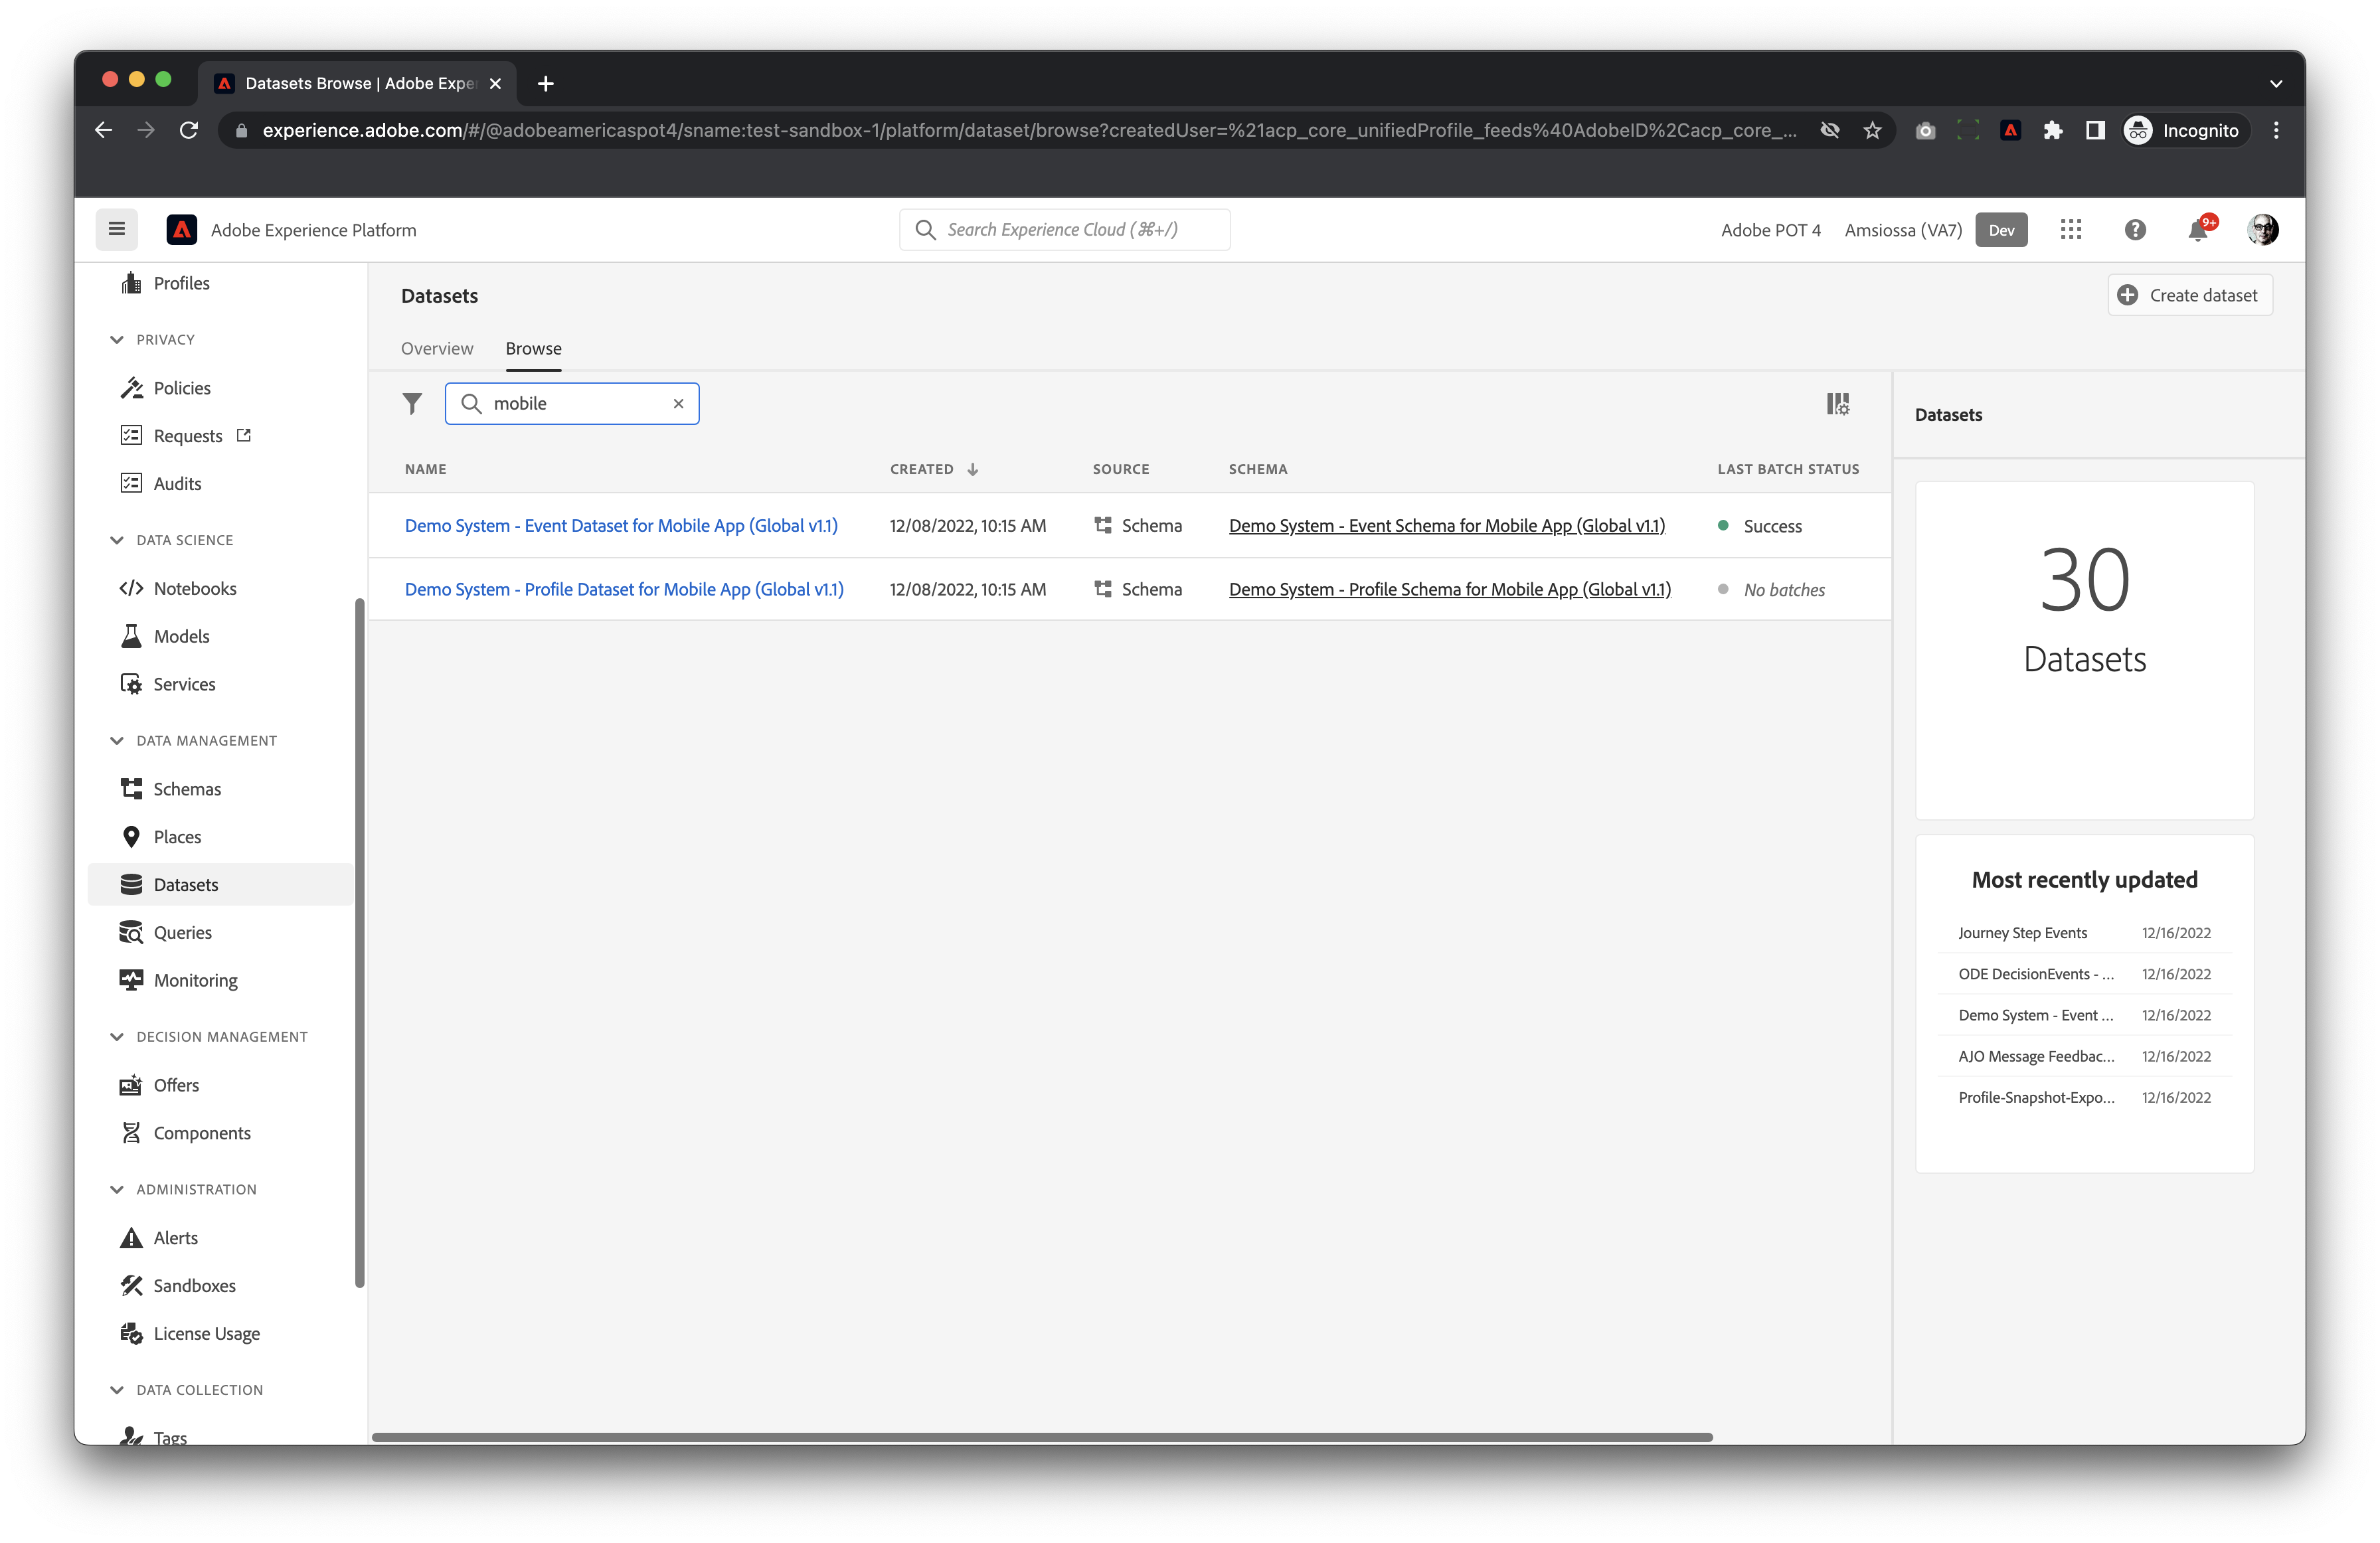 Datasets Browse | Adobe Expe
experience.adobe.com/#/@adobeamericaspot4/sname:test-sandbox-1/platform/dataset/browse?createdUser=%21acp_core_unifiedProfile_feeds%40AdobeID%2Cacp_core_...
Incognito
Adobe Experience Platform
Search Experience Cloud (⌘+/)
Adobe POT 4
Amsiossa (VA7)
Dev
9+
Profiles
PRIVACY
Policies
Requests
Audits
DATA SCIENCE
Notebooks
Models
Services
DATA MANAGEMENT
Schemas
Places
Datasets
Queries
Monitoring
DECISION MANAGEMENT
Offers
Components
ADMINISTRATION
Alerts
Sandboxes
License Usage
DATA COLLECTION
Tags
Datasets
Create dataset
Overview
Browse
mobile
NAME CREATED SOURCE SCHEMA LAST BATCH STATUS
Demo System - Event Dataset for Mobile App (Global v1.1) 12/08/2022, 10:15 AM Schema Demo System - Event Schema for Mobile App (Global v1.1) Success
Demo System - Profile Dataset for Mobile App (Global v1.1) 12/08/2022, 10:15 AM Schema Demo System - Profile Schema for Mobile App (Global v1.1) No batches
Datasets
30
Datasets
Most recently updated
Journey Step Events 12/16/2022
ODE DecisionEvents - ... 12/16/2022
Demo System - Event ... 12/16/2022
AJO Message Feedbac... 12/16/2022
Profile-Snapshot-Expo... 12/16/2022